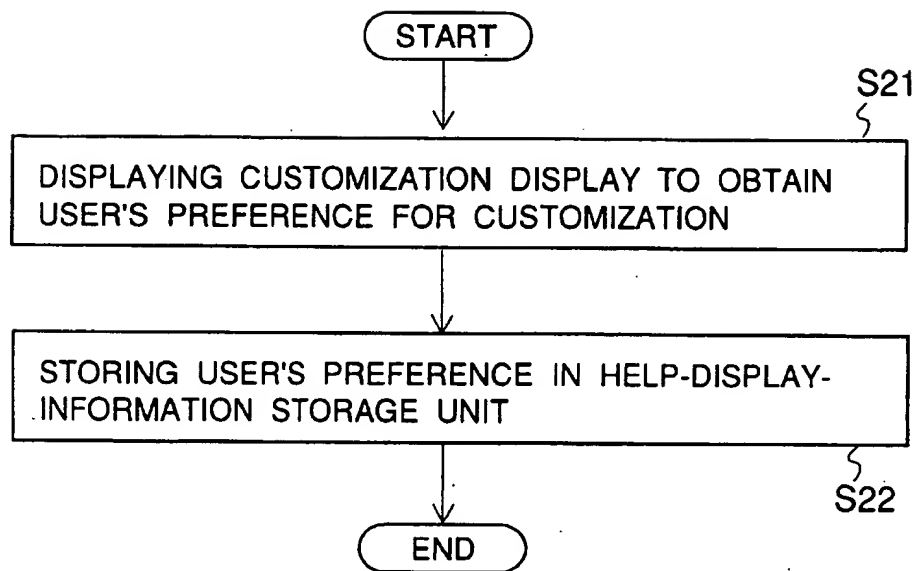 START
S21
DISPLAYING CUSTOMIZATION DISPLAY TO OBTAIN
USER'S PREFERENCE FOR CUSTOMIZATION
STORING USER'S PREFERENCE IN HELP-DISPLAY-
INFORMATION STORAGE UNIT
S22
END